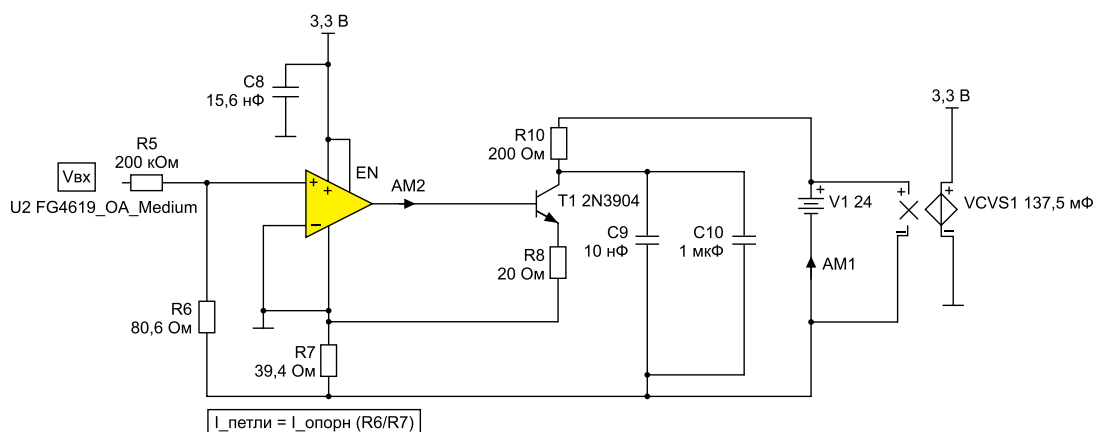 3,3 В
C8
15,6 нФ
3,3 В
R10
200 Ом
R5
200 кОм
EN
Vвх
AM2
T1 2N3904
V1 24
VCVS1 137,5 мФ
U2 FG4619_OA_Medium
C9
10 нФ
C10
1 мкФ
R8
20 Ом
AM1
R6
80,6 Ом
R7
39,4 Ом
I_петли = I_опорн (R6/R7)